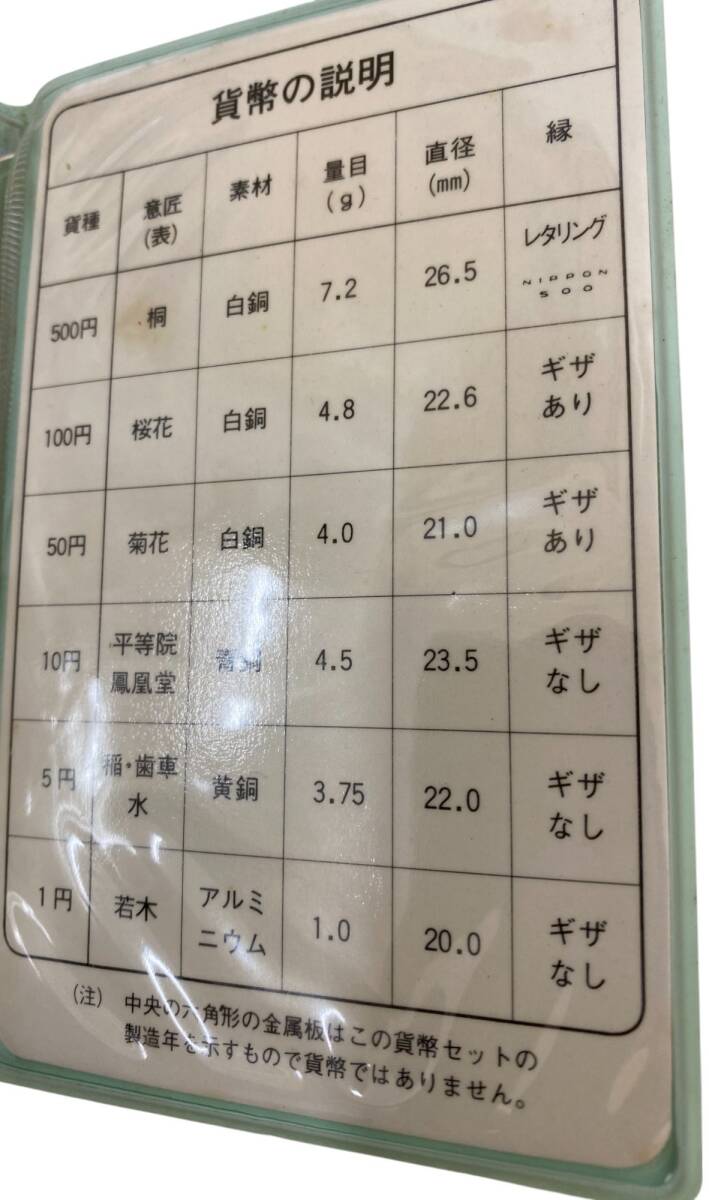 貨幣の説明
貨種 意匠(表) 素材 量目(g) 直径(mm) 縁
500円 桐 白銅 7.2 26.5 レタリング NIPPON 500
100円 桜花 白銅 4.8 22.6 ギザあり
50円 菊花 白銅 4.0 21.0 ギザあり
10円 平等院鳳凰堂 青銅 4.5 23.5 ギザなし
5円 稲・歯車水 黄銅 3.75 22.0 ギザなし
1円 若木 アルミニウム 1.0 20.0 ギザなし
(注) 中央の六角形の金属板はこの貨幣セットの
製造年を示すもので貨幣ではありません。